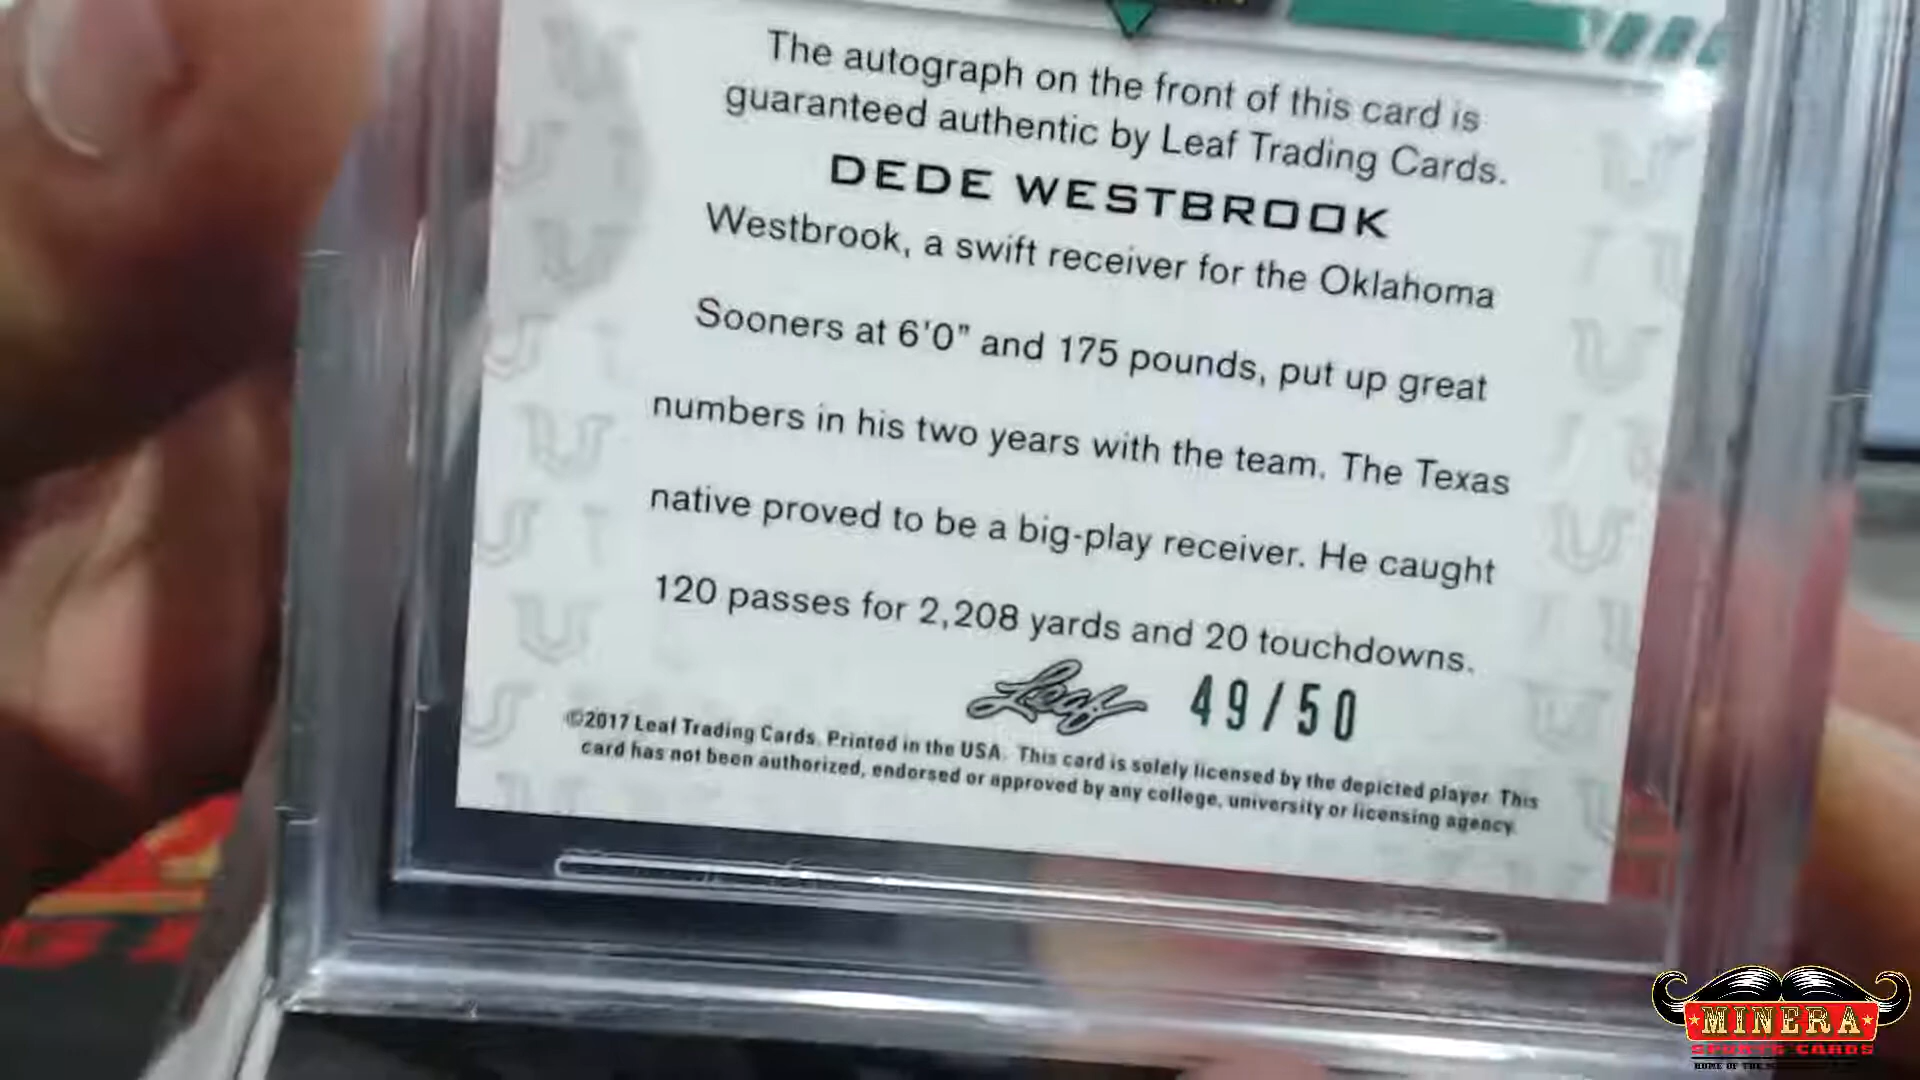 The autograph on the front of this card is
guaranteed authentic by Leaf Trading Cards.
DEDE WESTBROOK
Westbrook, a swift receiver for the Oklahoma
Sooners at 6'0" and 175 pounds, put up great
numbers in his two years with the team. The Texas
native proved to be a big-play receiver. He caught
120 passes for 2,208 yards and 20 touchdowns.
Leaf 49/50
©2017 Leaf Trading Cards. Printed in the USA. This card is solely licensed by the depicted player. This
card has not been authorized, endorsed or approved by any college, university or licensing agency.
MINERA
SPORTS CARDS
HOME OF THE